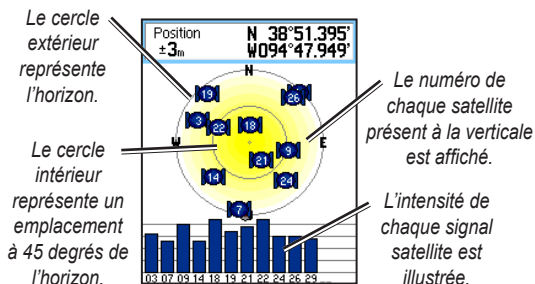 Le cercle
extérieur
représente
l'horizon.
Le cercle
intérieur
représente un
emplacement
à 45 degrés de
l'horizon.
Position
±3m
N 38°51.395'
W094°47.949'
N
19
26
3
22
18
W
E
9
21
14
24
7
03 07 09 14 18 19 21 22 24 26 29
Le numéro de
chaque satellite
présent à la verticale
est affiché.
L'intensité de
chaque signal
satellite est
illustrée.